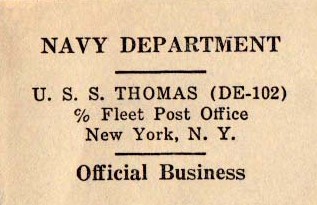 NAVY DEPARTMENT
U. S. S. THOMAS (DE-102)
℅ Fleet Post Office
New York, N. Y.
Official Business